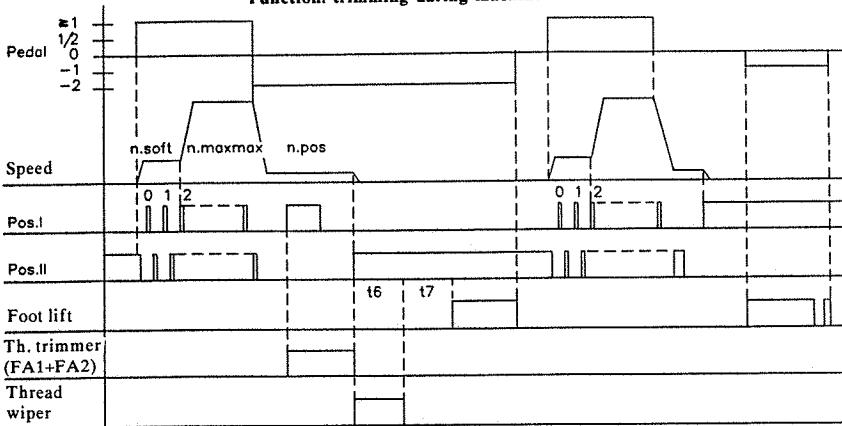 Function: trimming during
≥1
1/2
Pedal 0
-1
-2
n.soft n.maxmax n.pos
Speed
0 1 2 0 1 2
Pos.I
Pos.II
t6 t7
Foot lift
Th. trimmer
(FA1+FA2)
Thread
wiper